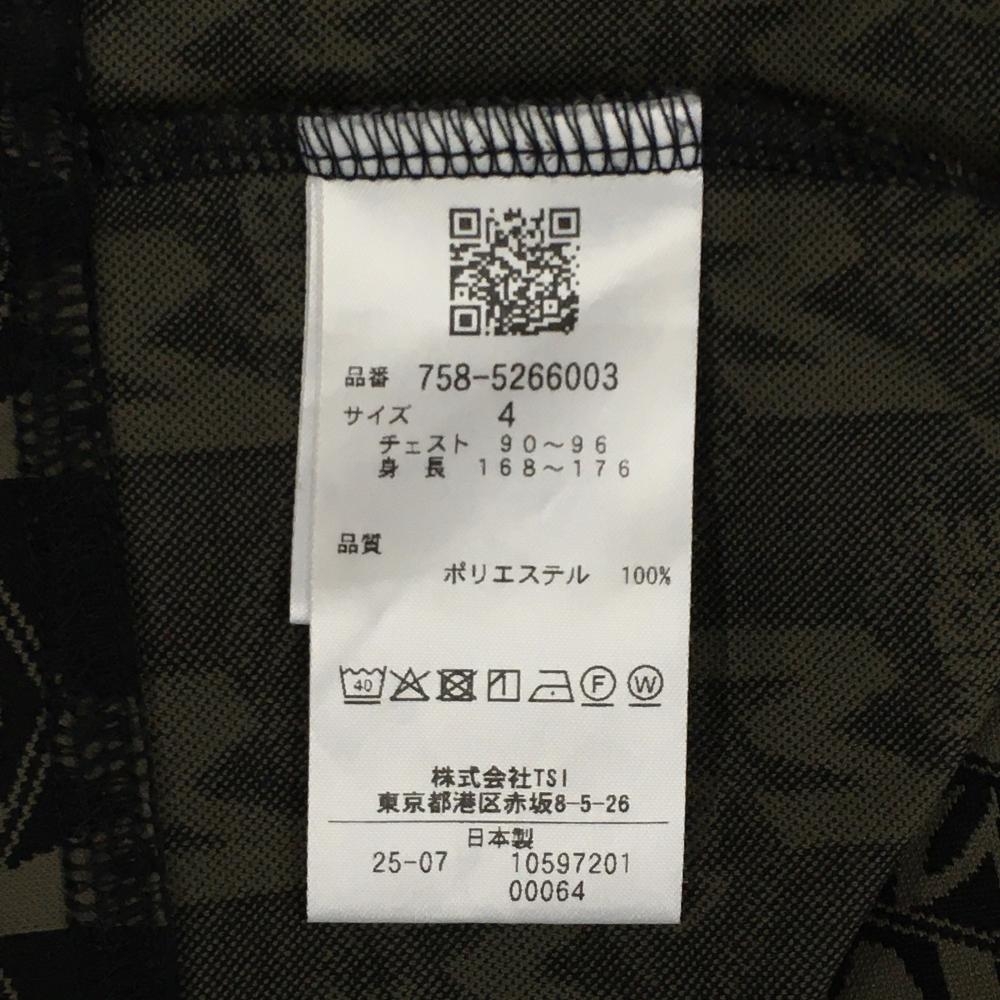 品番 758-5266003
サイズ 4
チェスト 90～96
身長 168～176
品質
ポリエステル 100%
40 F W
株式会社TSI
東京都港区赤坂8-5-26
日本製
25-07 10597201
00064